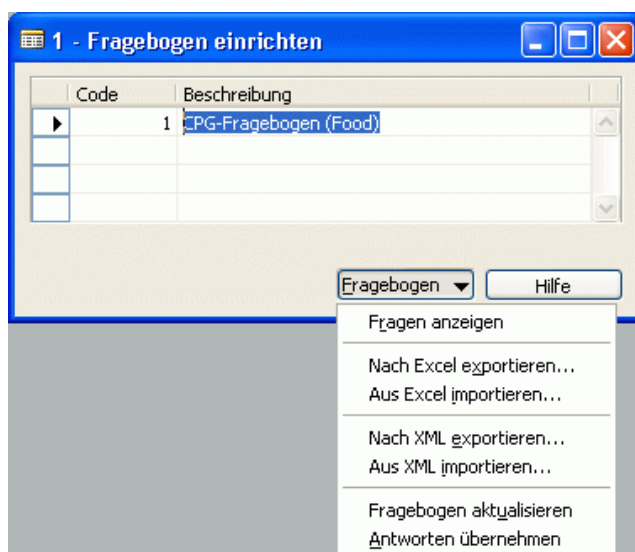 1 - Fragebogen einrichten
Code Beschreibung
1 CPG-Fragebogen (Food)
Fragebogen Hilfe
Fragen anzeigen
Nach Excel exportieren...
Aus Excel importieren...
Nach XML exportieren...
Aus XML importieren...
Fragebogen aktualisieren
Antworten übernehmen